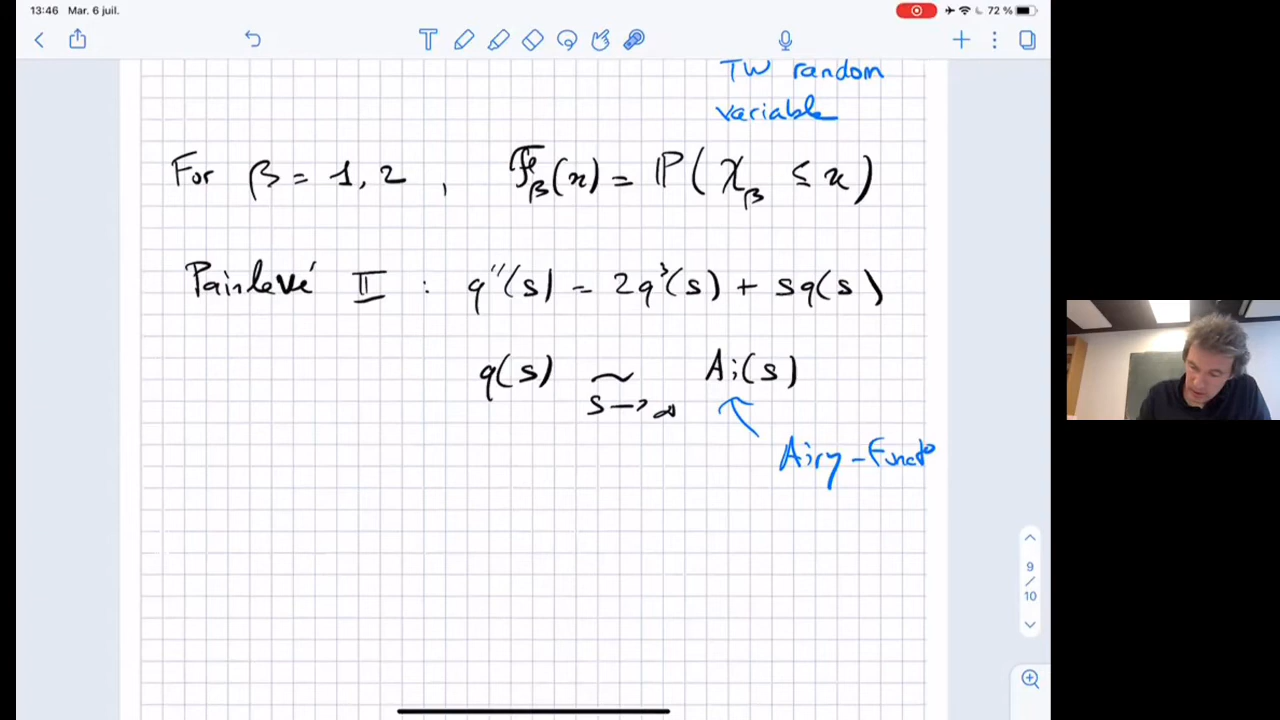 13:46 Mar. 6 juil. 72 %
TW random
variable
For β = 1, 2 , ℱ_β(x) = ℙ( χ_β ≤ x )
Painlevé II : q''(s) = 2q³(s) + sq(s)
q(s) ~ Ai(s)
s → ∞
Airy-Funct°
9
/
10